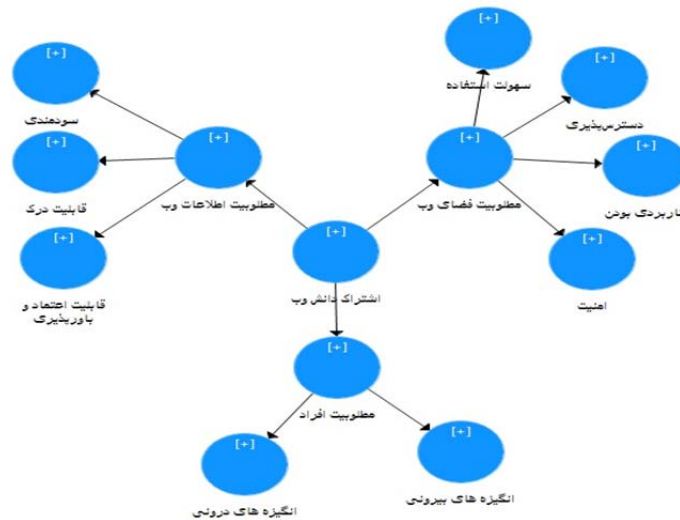 [+]
سهولت استفاده
[+]
دسترس‌پذیری
[+]
کاربردی بودن
[+]
امنیت
[+]
مطلوبیت فضای وب
[+]
سودمندی
[+]
قابلیت درک
[+]
قابلیت اعتماد و
باورپذیری
[+]
مطلوبیت اطلاعات وب
[+]
اشتراک دانش وب
[+]
مطلوبیت افراد
[+]
انگیزه های بیرونی
[+]
انگیزه های درونی